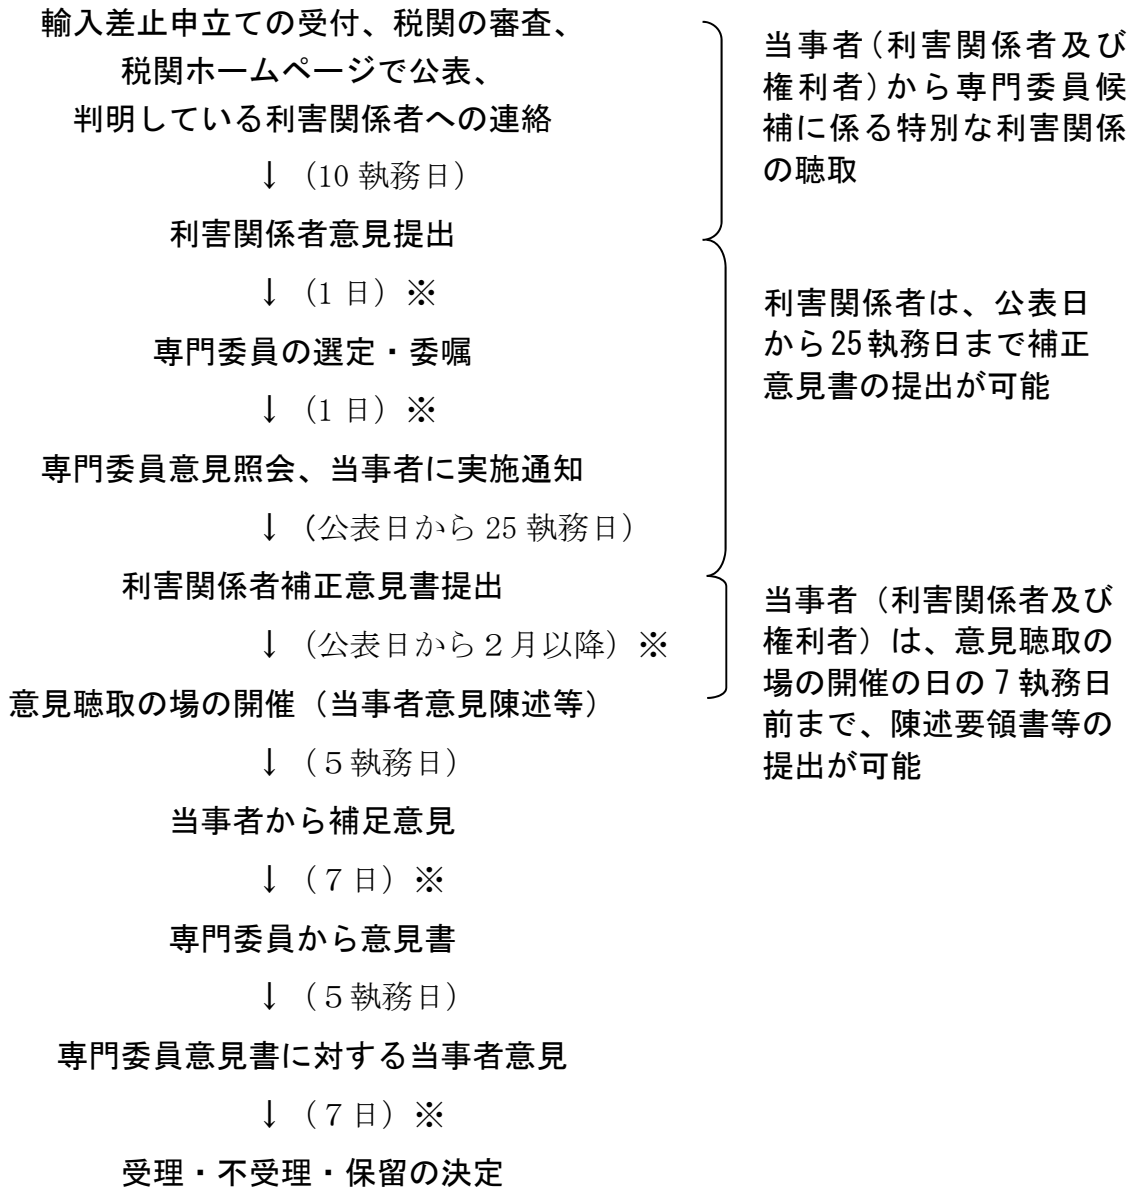 輸入差止申立ての受付、税関の審査、
税関ホームページで公表、
判明している利害関係者への連絡
↓（10 執務日）
利害関係者意見提出
↓（1 日）※
専門委員の選定・委嘱
↓（1 日）※
専門委員意見照会、当事者に実施通知
↓（公表日から 25 執務日）
利害関係者補正意見書提出
↓（公表日から２月以降）※
意見聴取の場の開催（当事者意見陳述等）
↓（５執務日）
当事者から補足意見
↓（７日）※
専門委員から意見書
↓（５執務日）
専門委員意見書に対する当事者意見
↓（７日）※
受理・不受理・保留の決定
当事者（利害関係者及び
権利者）から専門委員候
補に係る特別な利害関係
の聴取
利害関係者は、公表日
から25執務日まで補正
意見書の提出が可能
当事者（利害関係者及び
権利者）は、意見聴取の
場の開催の日の７執務日
前まで、陳述要領書等の
提出が可能